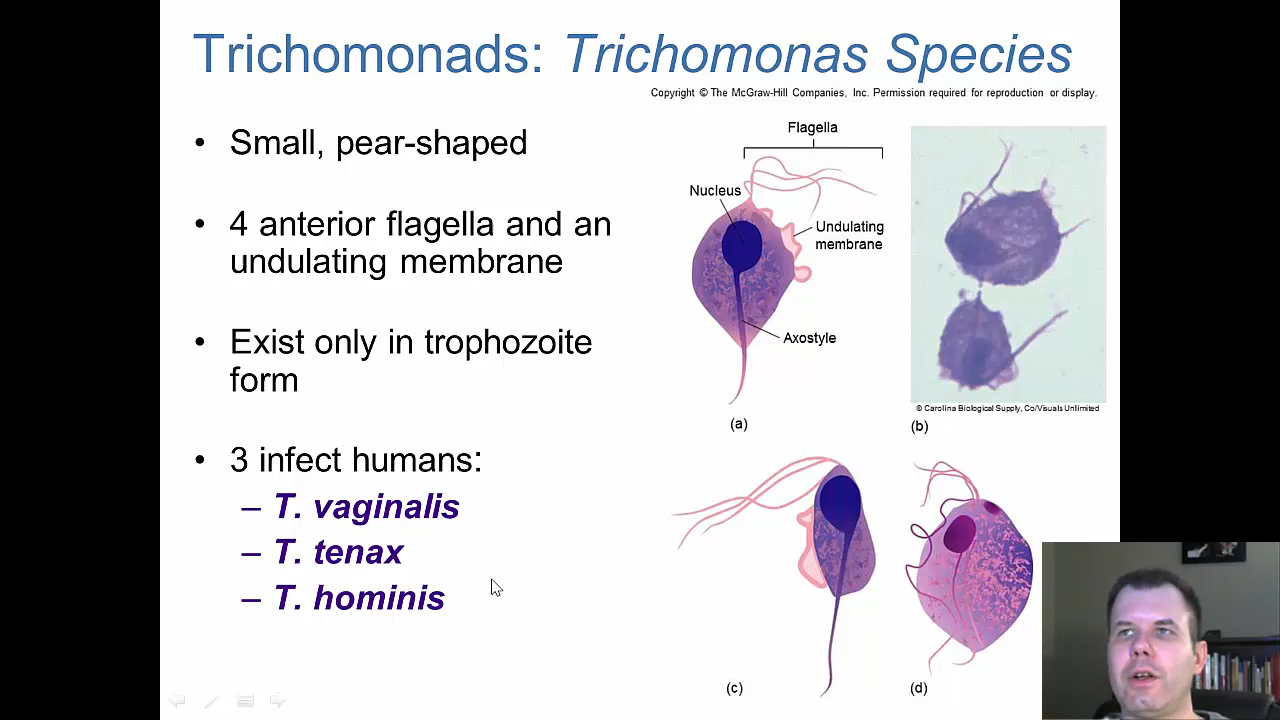 Trichomonads: Trichomonas Species
Copyright © The McGraw-Hill Companies, Inc. Permission required for reproduction or display.
• Small, pear-shaped
• 4 anterior flagella and an
undulating membrane
• Exist only in trophozoite
form
• 3 infect humans:
– T. vaginalis
– T. tenax
– T. hominis
Flagella
Nucleus
Undulating
membrane
Axostyle
(a)
© Carolina Biological Supply, Co/Visuals Unlimited
(b)
(c)
(d)